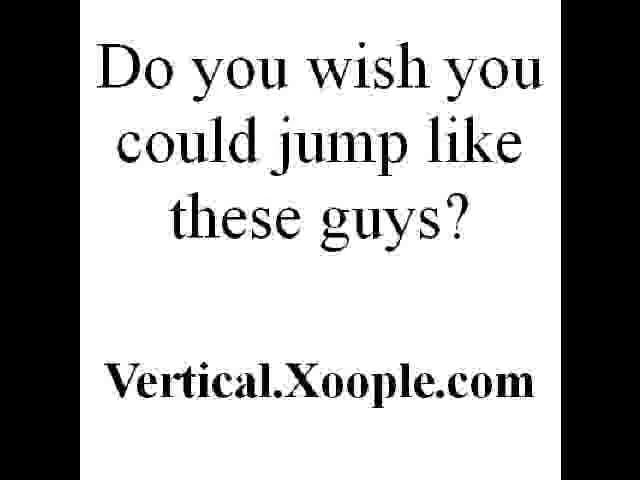 Do you wish you
could jump like
these guys?
Vertical.Xoople.com